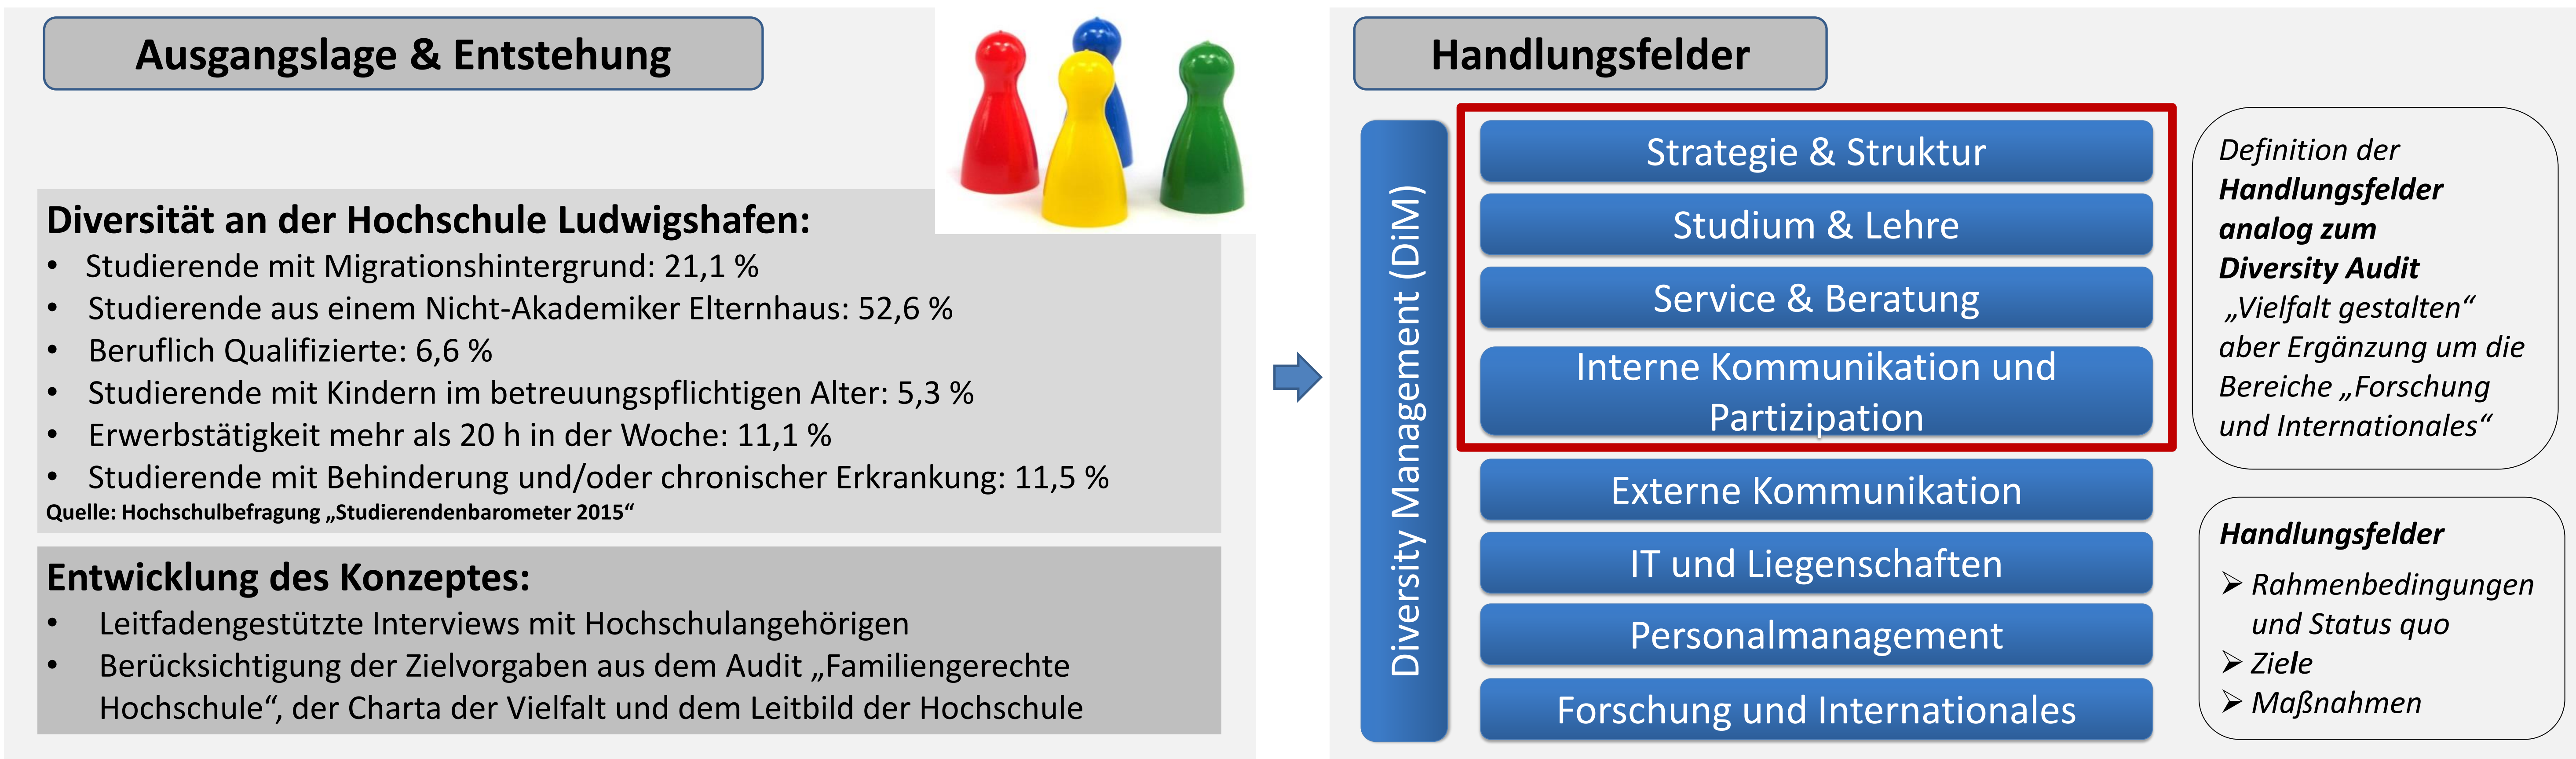 Ausgangslage & Entstehung
Diversität an der Hochschule Ludwigshafen:
• Studierende mit Migrationshintergrund: 21,1 %
• Studierende aus einem Nicht-Akademiker Elternhaus: 52,6 %
• Beruflich Qualifizierte: 6,6 %
• Studierende mit Kindern im betreuungspflichtigen Alter: 5,3 %
• Erwerbstätigkeit mehr als 20 h in der Woche: 11,1 %
• Studierende mit Behinderung und/oder chronischer Erkrankung: 11,5 %
Quelle: Hochschulbefragung „Studierendenbarometer 2015“
Entwicklung des Konzeptes:
• Leitfadengestützte Interviews mit Hochschulangehörigen
• Berücksichtigung der Zielvorgaben aus dem Audit „Familiengerechte
Hochschule“, der Charta der Vielfalt und dem Leitbild der Hochschule
Handlungsfelder
Diversity Management (DiM)
Strategie & Struktur
Studium & Lehre
Service & Beratung
Interne Kommunikation und
Partizipation
Externe Kommunikation
IT und Liegenschaften
Personalmanagement
Forschung und Internationales
Definition der
Handlungsfelder
analog zum
Diversity Audit
„Vielfalt gestalten“
aber Ergänzung um die
Bereiche „Forschung
und Internationales“
Handlungsfelder
➢ Rahmenbedingungen
und Status quo
➢ Ziele
➢ Maßnahmen